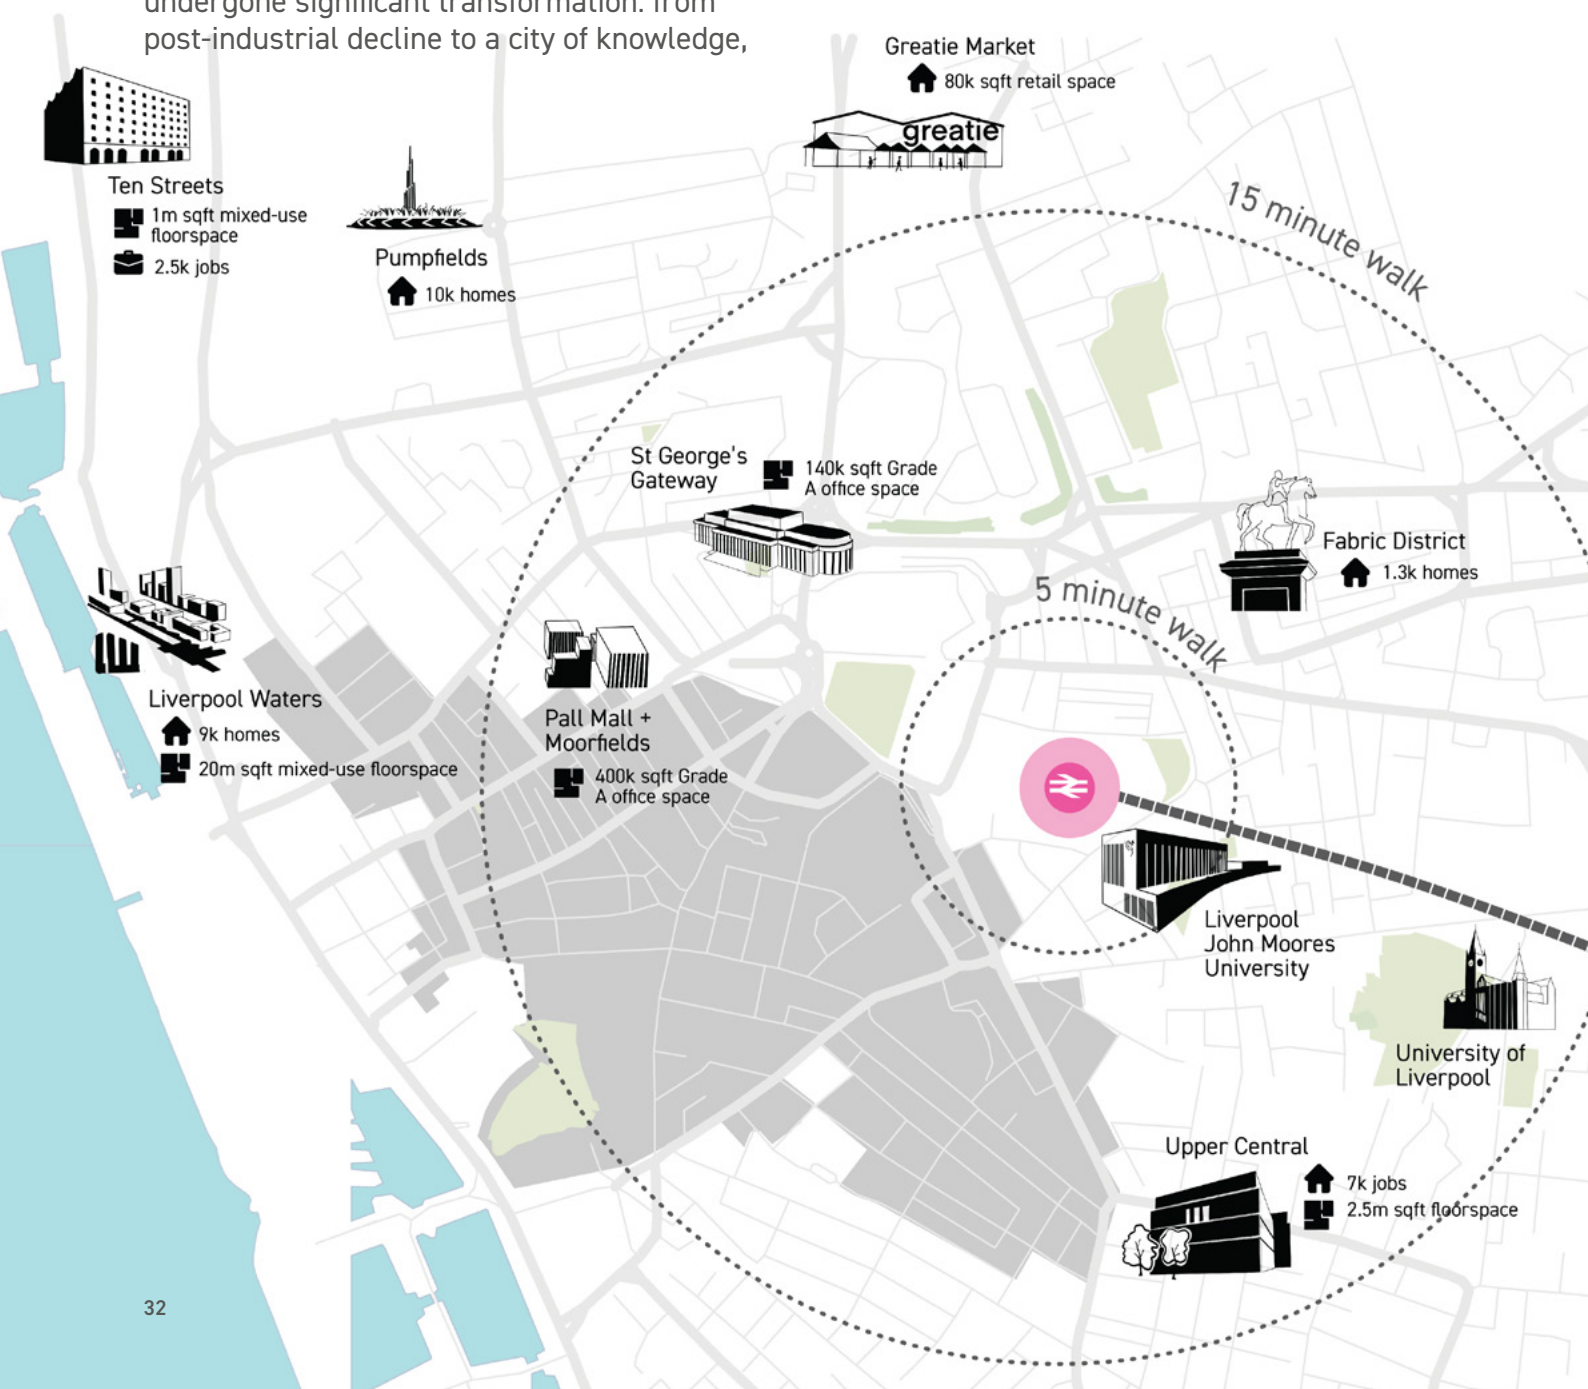 undergone significant transformation: from
post-industrial decline to a city of knowledge,
Greatie Market
80k sqft retail space
greatie
Ten Streets
1m sqft mixed-use
floorspace
2.5k jobs
Pumpfields
10k homes
15 minute walk
St George's
Gateway
140k sqft Grade
A office space
Fabric District
1.3k homes
5 minute walk
Liverpool Waters
9k homes
20m sqft mixed-use floorspace
Pall Mall +
Moorfields
400k sqft Grade
A office space
Liverpool
John Moores
University
University of
Liverpool
Upper Central
7k jobs
2.5m sqft floorspace
32